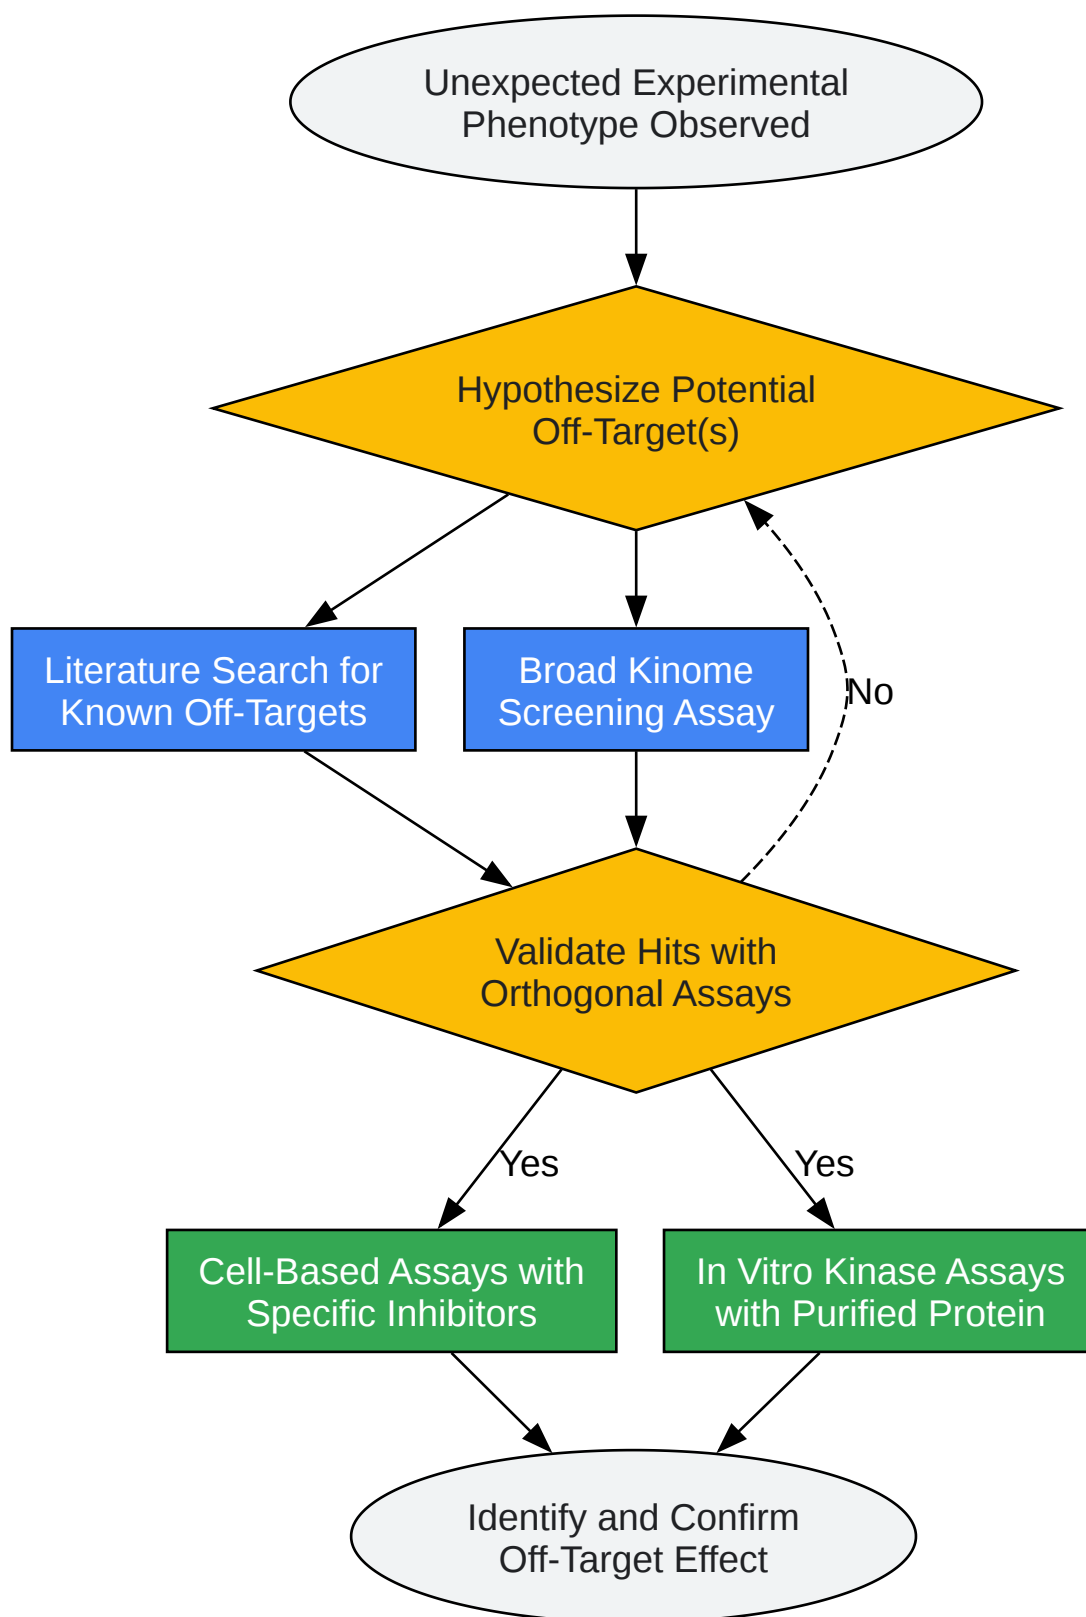 Unexpected Experimental
Phenotype Observed
Hypothesize Potential
Off-Target(s)
Literature Search for
Known Off-Targets
Broad Kinome
Screening Assay
No
Validate Hits with
Orthogonal Assays
Yes
Yes
Cell-Based Assays with
Specific Inhibitors
In Vitro Kinase Assays
with Purified Protein
Identify and Confirm
Off-Target Effect